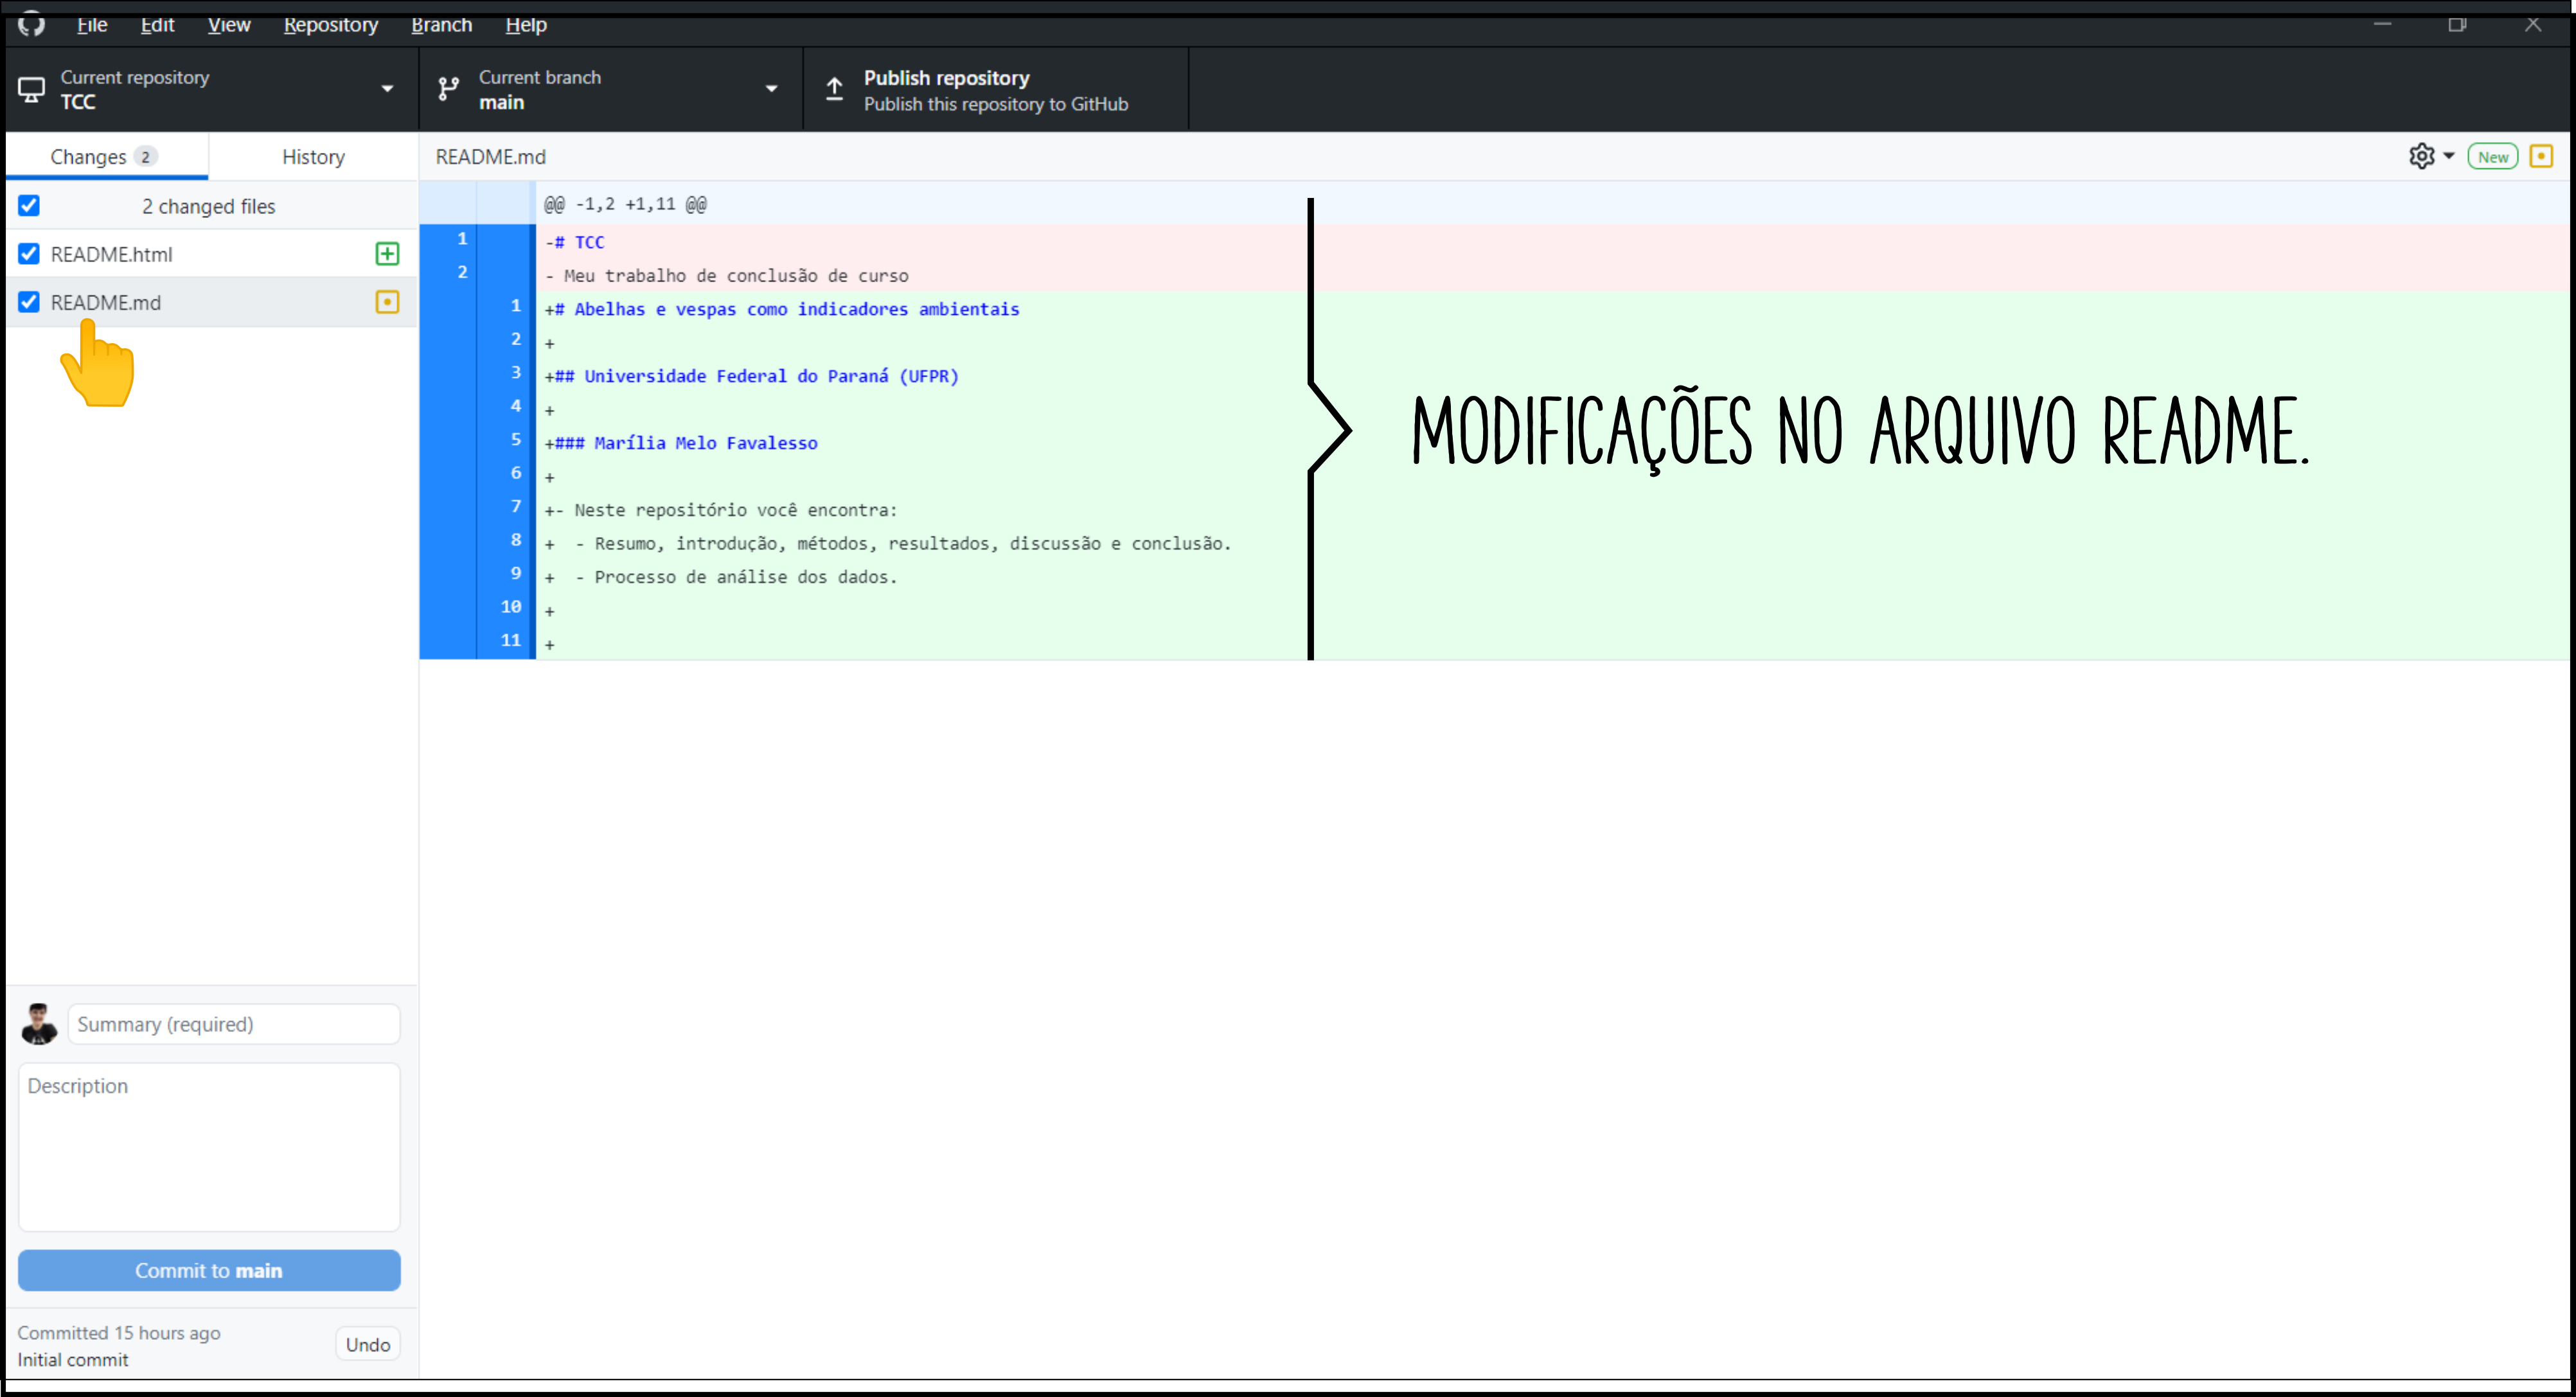 File Edit View Repository Branch Help
Current repository
TCC
Current branch
main
Publish repository
Publish this repository to GitHub
Changes 2
History
README.md
New
2 changed files
README.html
README.md
@@ -1,2 +1,11 @@
1 -# TCC
2 - Meu trabalho de conclusão de curso
1 +# Abelhas e vespas como indicadores ambientais
2 +
3 +## Universidade Federal do Paraná (UFPR)
4 +
5 +### Marília Melo Favalesso
6 +
7 +- Neste repositório você encontra:
8 +  - Resumo, introdução, métodos, resultados, discussão e conclusão.
9 +  - Processo de análise dos dados.
10 +
11 +
MODIFICAÇÕES NO ARQUIVO README.
Summary (required)
Description
Commit to main
Committed 15 hours ago
Initial commit
Undo